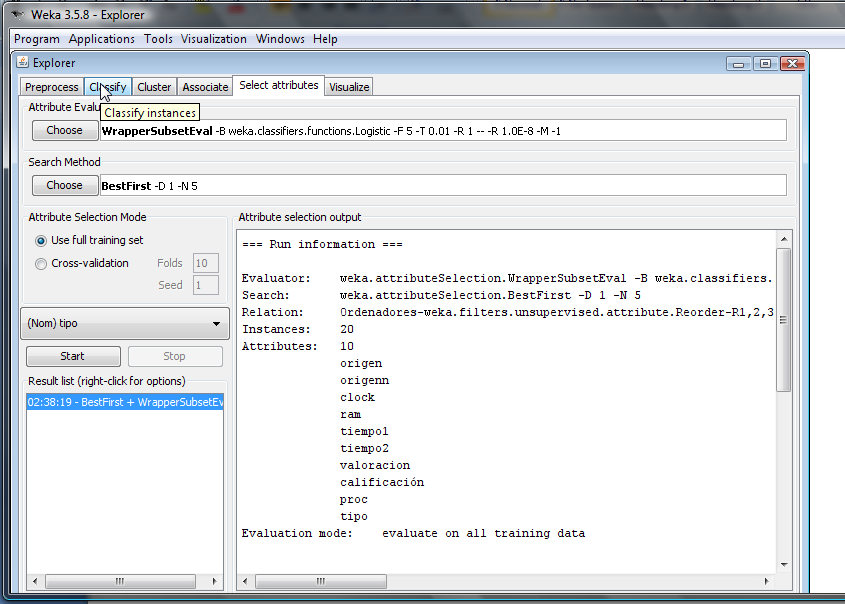 Weka 3.5.8 - Explorer
Program Applications Tools Visualization Windows Help
Explorer
Preprocess Classify Cluster Associate Select attributes Visualize
Attribute Evalu
Classify instances
Choose WrapperSubsetEval -B weka.classifiers.functions.Logistic -F 5 -T 0.01 -R 1 -- -R 1.0E-8 -M -1
Search Method
Choose BestFirst -D 1 -N 5
Attribute Selection Mode
Use full training set
Cross-validation Folds 10
Seed 1
(Nom) tipo
Start Stop
Result list (right-click for options)
02:38:19 - BestFirst + WrapperSubsetEv
Attribute selection output
=== Run information ===
Evaluator: weka.attributeSelection.WrapperSubsetEval -B weka.classifiers.
Search: weka.attributeSelection.BestFirst -D 1 -N 5
Relation: Ordenadores-weka.filters.unsupervised.attribute.Reorder-R1,2,3
Instances: 20
Attributes: 10
origen
origenn
clock
ram
tiempo1
tiempo2
valoracion
calificación
proc
tipo
Evaluation mode: evaluate on all training data